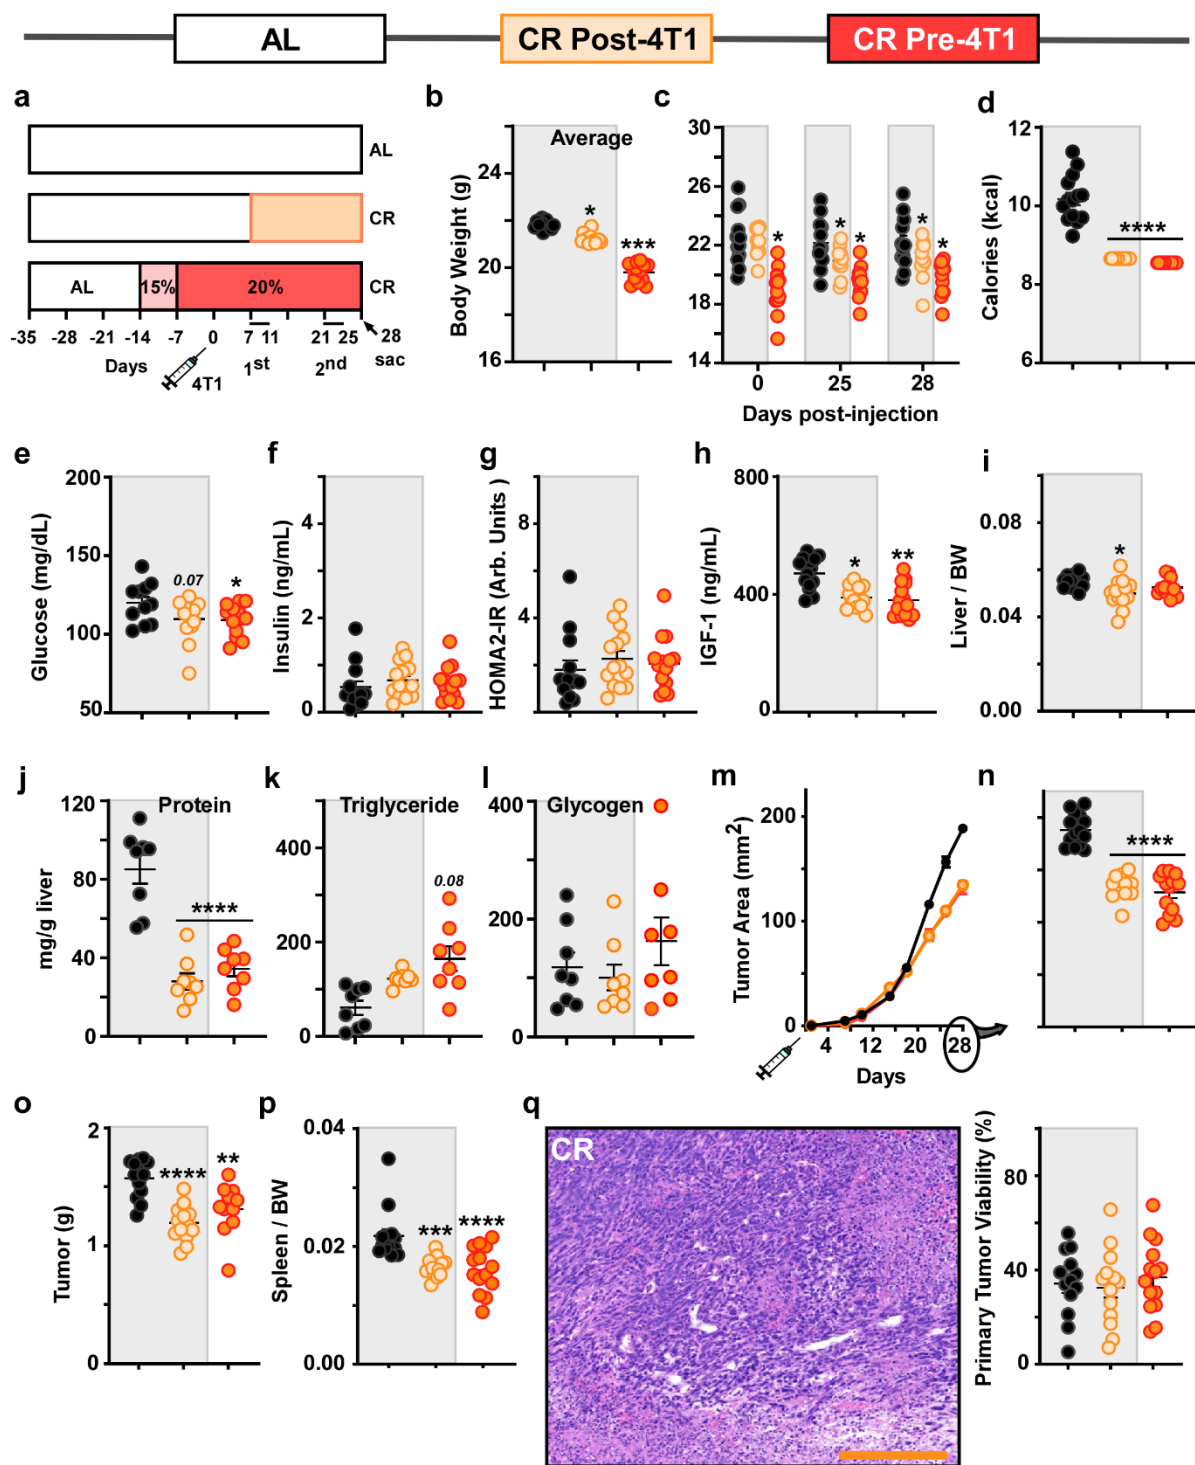 AL
CR Post-4T1
CR Pre-4T1
a
AL
CR
AL
15%
20%
CR
-35 -28 -21 -14 -7 0 7 11 21 25 28
Days
1st
2nd
sac
4T1
b
Average
Body Weight (g)
26
22
20
16
*
***
c
30
26
24
22
20
18
14
*
* *
* *
0 25 28
Days post-injection
d
Calories (kcal)
12
10
8
6
****
e
Glucose (mg/dL)
200
150
100
50
0.07
*
f
Insulin (ng/mL)
4
2
0
g
HOMA2-IR (Arb. Units )
8
4
0
h
IGF-1 (ng/mL)
800
400
0
*
**
i
Liver / BW
0.08
0.04
0.00
*
j
Protein
mg/g liver
120
80
40
0
****
k
Triglyceride
400
200
0
0.08
l
Glycogen
400
200
0
m
Tumor Area (mm2)
200
100
0
4 12 20 28
Days
n
****
o
Tumor (g)
2
1
0
****
**
p
Spleen / BW
0.04
0.02
0.00
***
****
q
CR
Primary Tumor Viability (%)
80
40
0